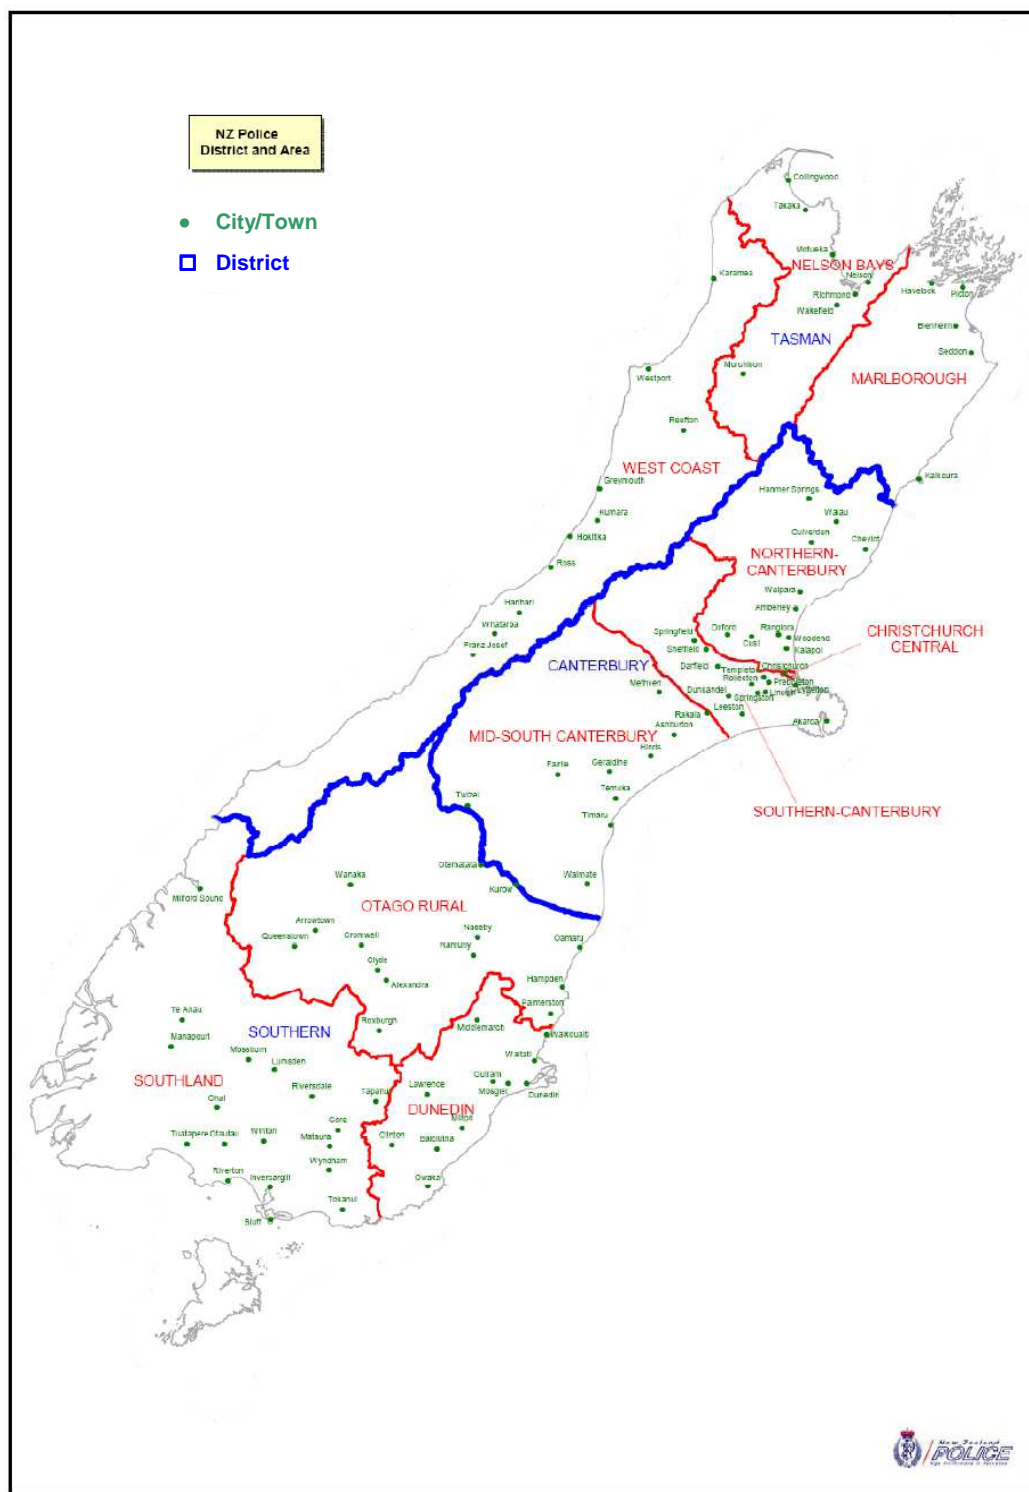 NZ Police
District and Area
City/Town
District
Collingwood
Takaka
Motueka
NELSON BAYS
Nelson
Karamea
Richmond
Havelock
Picton
Wakefield
Blenheim
TASMAN
Seddon
Murchison
Westport
MARLBOROUGH
Reefton
WEST COAST
Kaikoura
Greymouth
Hanmer Springs
Kumara
Waiau
Hokitika
Culverden
Cheviot
NORTHERN-
CANTERBURY
Ross
Waipara
Harihari
Amberley
Whataroa
Springfield
Oxford
Cust
Rangiora
Woodend
CHRISTCHURCH
CENTRAL
Franz Josef
Sheffield
Kaiapoi
CANTERBURY
Darfield
Templeton
Christchurch
Rolleston
Prebbleton
Methven
Dunsandel
Springston
Lincoln
Lyttelton
Rakaia
Leeston
Akaroa
Ashburton
MID-SOUTH CANTERBURY
Hinds
Fairlie
Geraldine
Temuka
Twizel
SOUTHERN-CANTERBURY
Timaru
Otematata
Wanaka
Kurow
Waimate
Milford Sound
OTAGO RURAL
Arrowtown
Naseby
Queenstown
Cromwell
Ranfurly
Oamaru
Clyde
Alexandra
Hampden
Te Anau
Roxburgh
Palmerston
Middlemarch
SOUTHERN
Waikouaiti
Manapouri
Mossburn
Lumsden
Waitati
SOUTHLAND
Riversdale
Tapanui
Lawrence
Outram
Mosgiel
Dunedin
Ohai
DUNEDIN
Gore
Milton
Tuatapere
Otautau
Winton
Mataura
Clinton
Balclutha
Wyndham
Riverton
Invercargill
Owaka
Tokanui
Bluff
New Zealand
POLICE